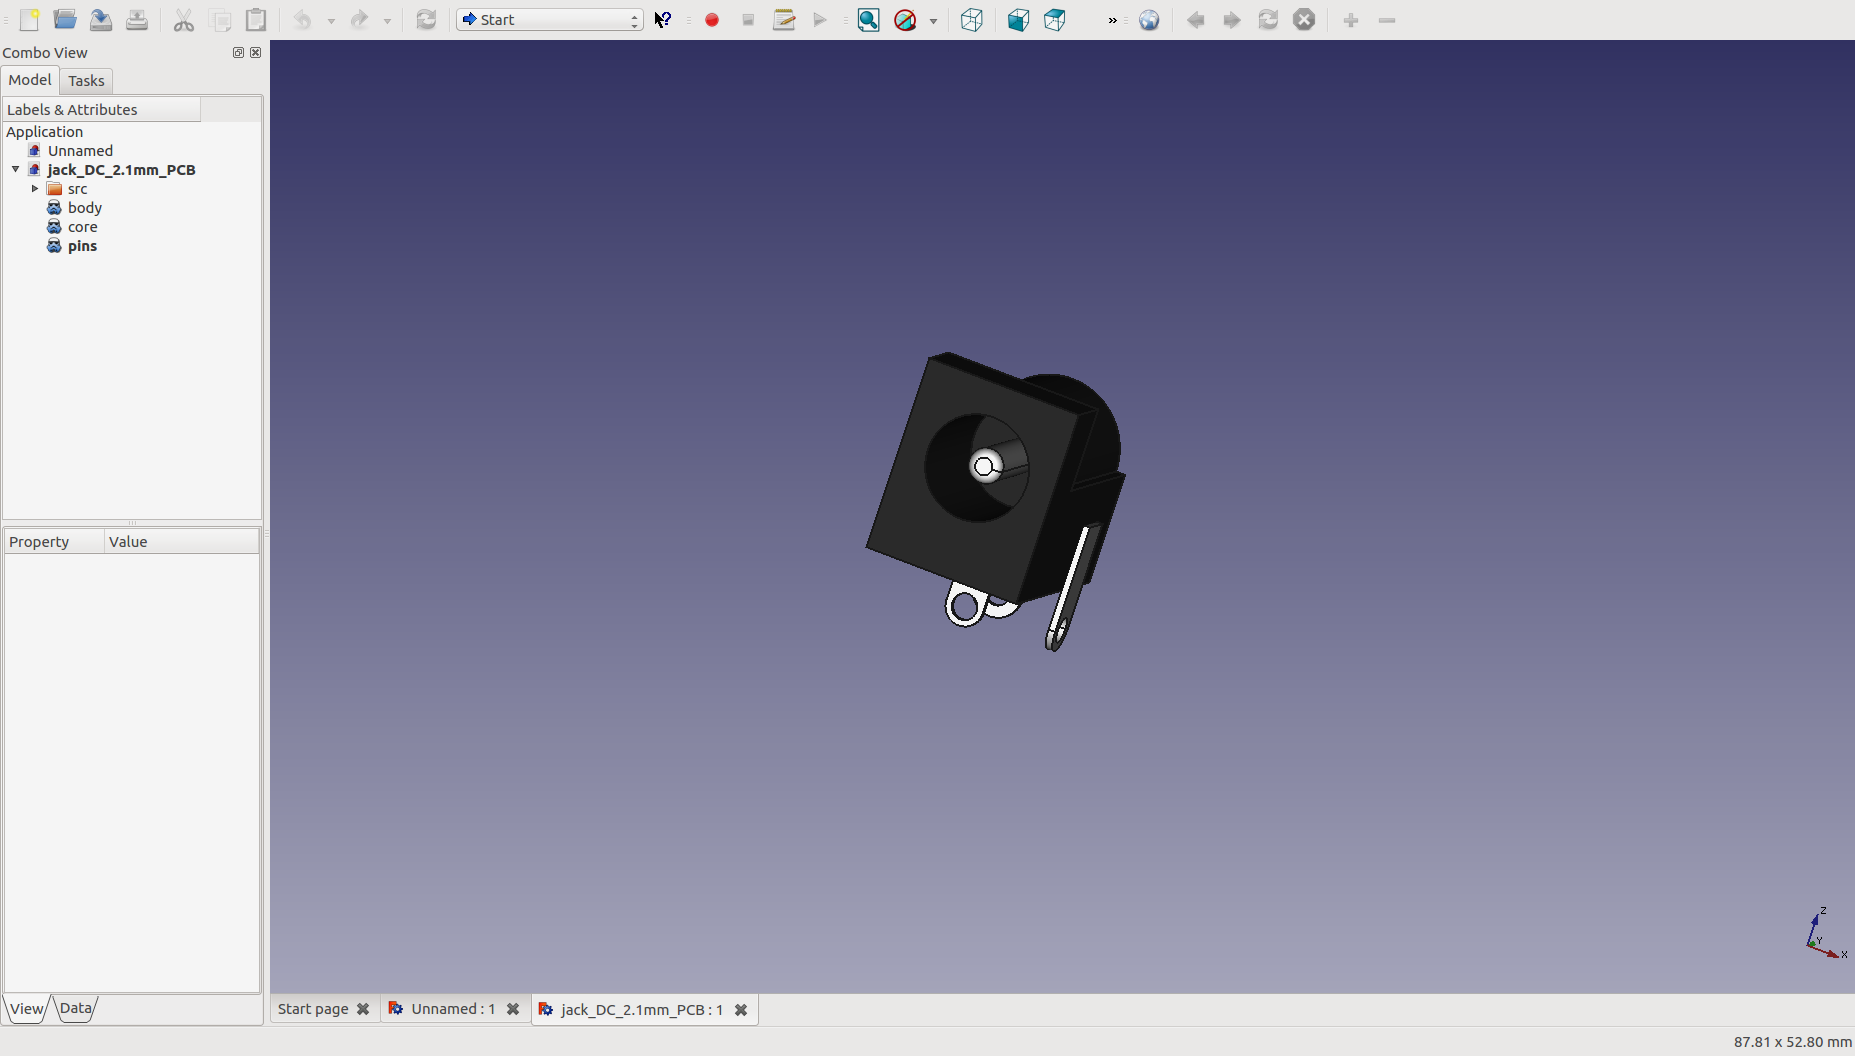 Start
»
Combo View
Model Tasks
Labels & Attributes
Application
Unnamed
jack_DC_2.1mm_PCB
src
body
core
pins
Property Value
View Data
Z
Y
X
Start page Unnamed : 1 jack_DC_2.1mm_PCB : 1
87.81 x 52.80 mm